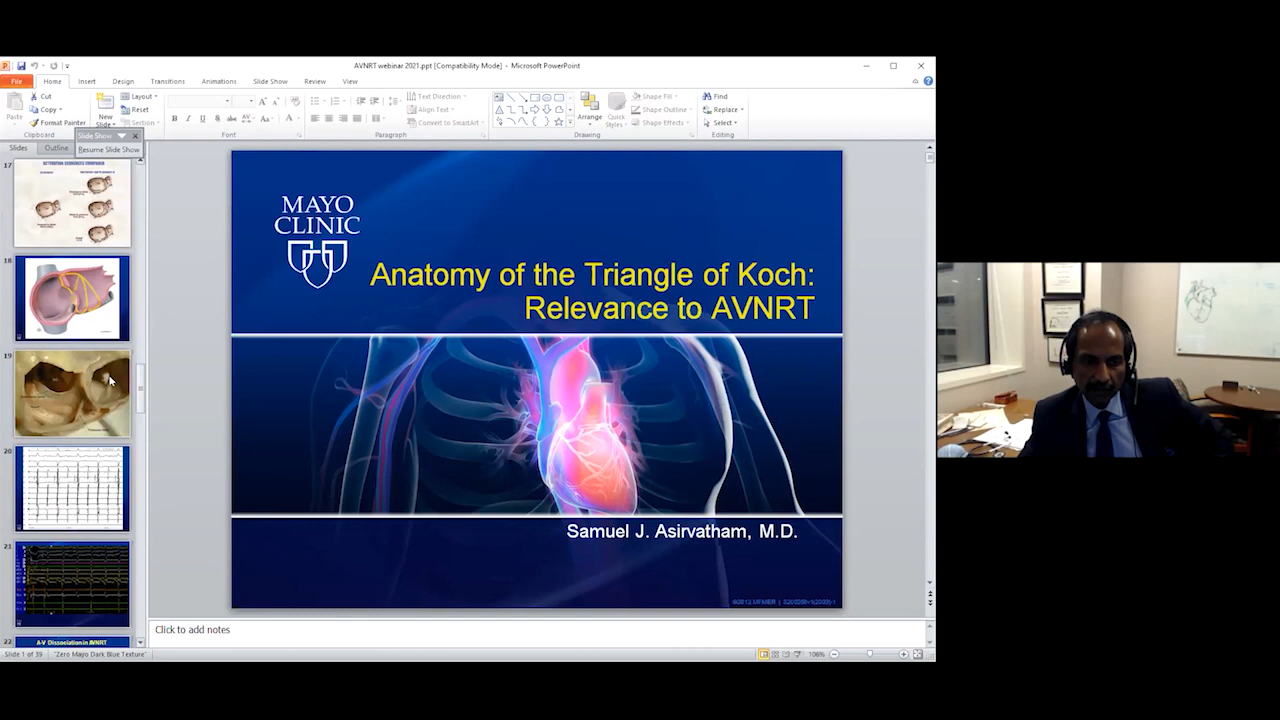 AVNRT webinar 2021.ppt [Compatibility Mode] - Microsoft PowerPoint
File Home Insert Design Transitions Animations Slide Show Review View
Paste
Cut
Copy
Format Painter
Clipboard
New
Slide
Layout
Reset
Section
Font
Text Direction
Align Text
Convert to SmartArt
Paragraph
Arrange
Quick
Styles
Drawing
Shape Fill
Shape Outline
Shape Effects
Find
Replace
Select
Editing
Slide Show
Resume Slide Show
Slides Outline
17
18
19
20
21
22
A-V Dissociation in AVNRT
MAYO
CLINIC
Anatomy of the Triangle of Koch:
Relevance to AVNRT
Samuel J. Asirvatham, M.D.
Click to add notes
Slide 1 of 39 "Zero Mayo Dark Blue Texture" 106%